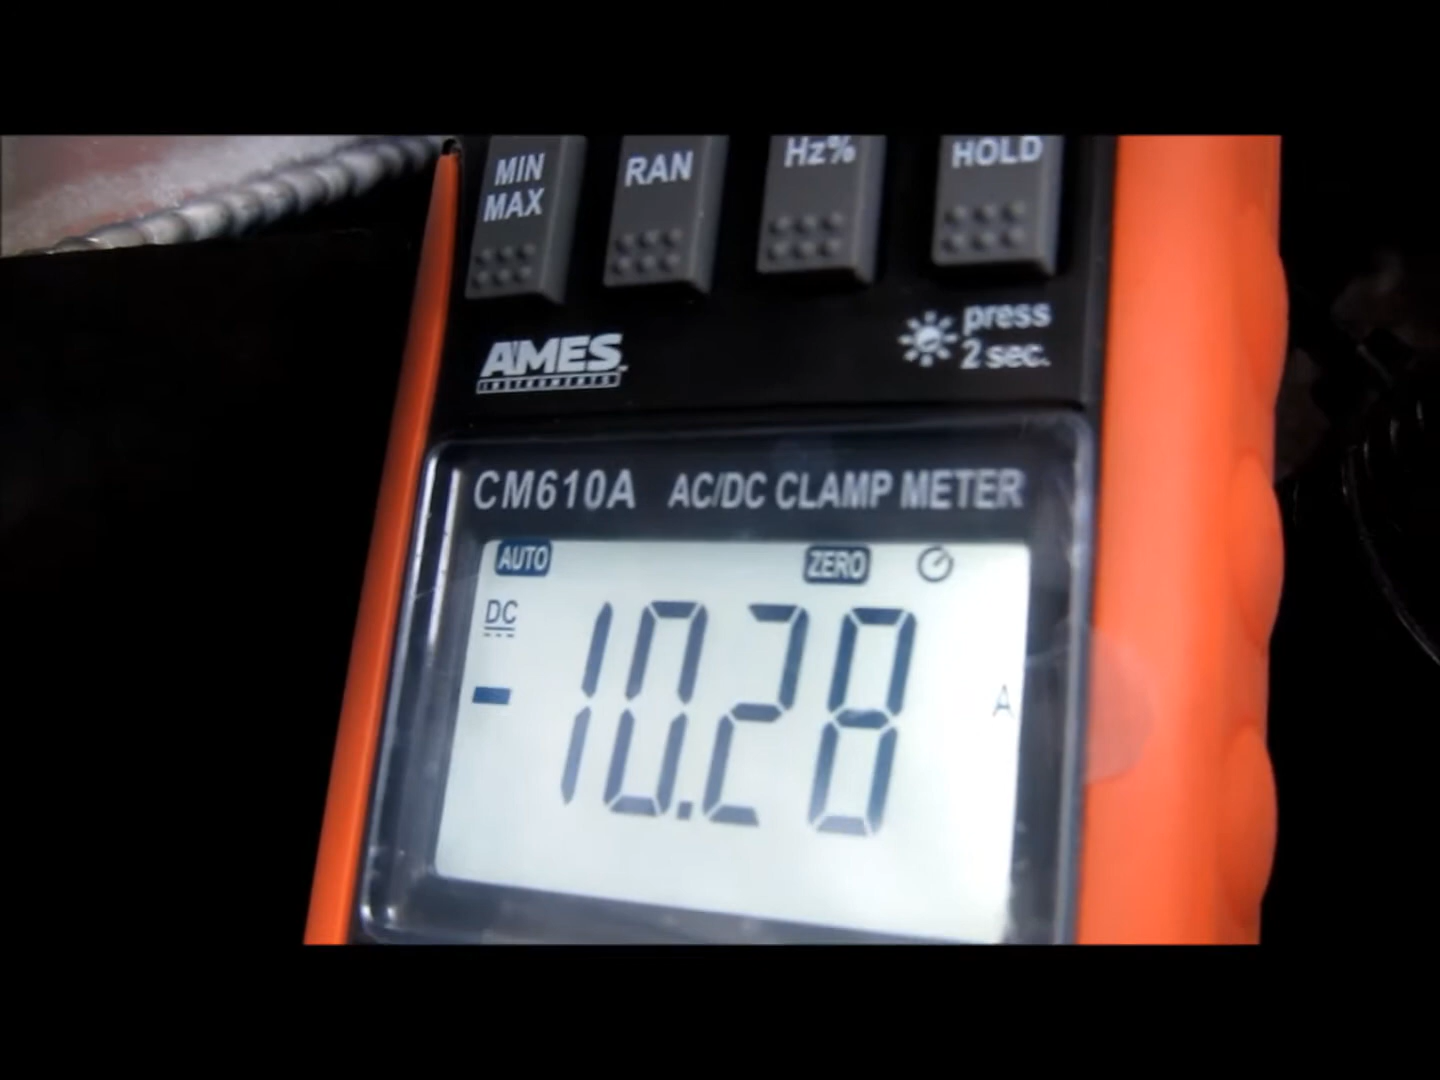 MIN
MAX
RAN
Hz%
HOLD
AMES
INSTRUMENTS
press
2 sec.
CM610A AC/DC CLAMP METER
AUTO ZERO
DC
-10.28 A